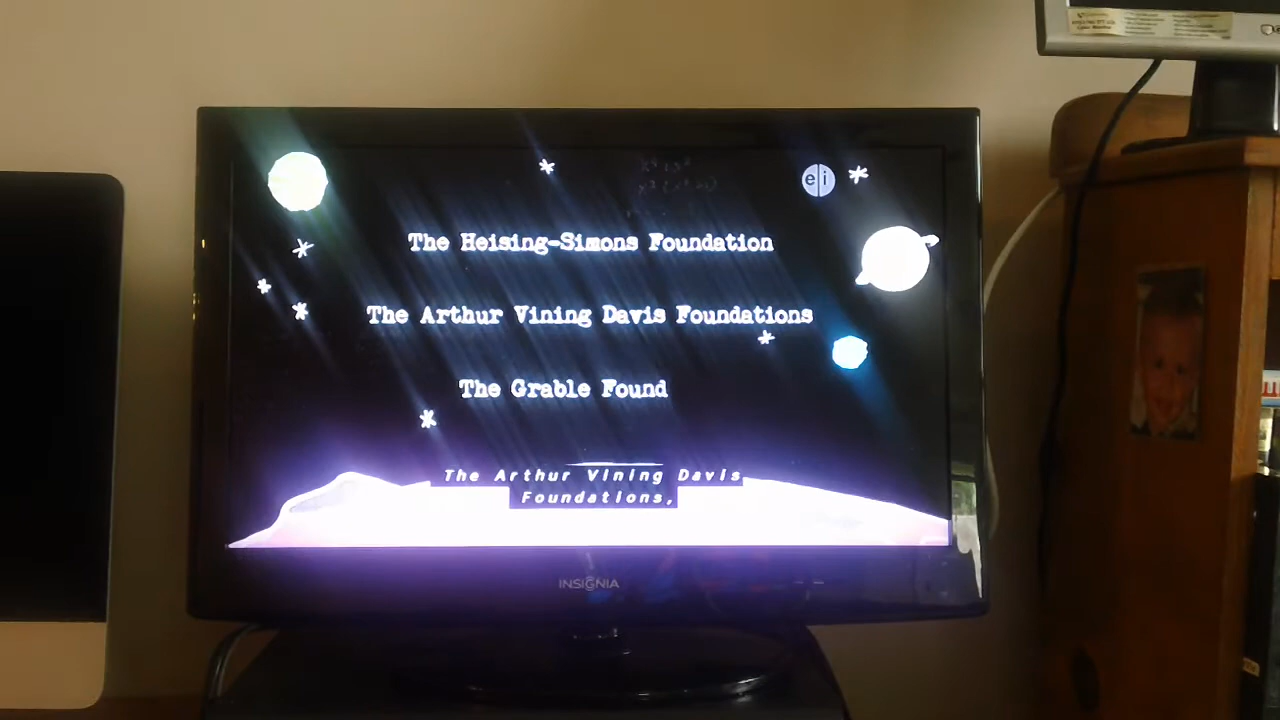 e|i
The Heising-Simons Foundation
The Arthur Vining Davis Foundations
The Grable Found
The Arthur Vining Davis
Foundations,
INSIGNIA